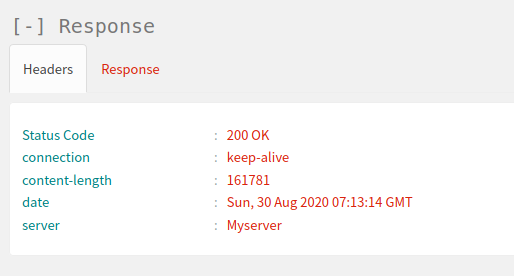 [-] Response
Headers Response
Status Code : 200 OK
connection : keep-alive
content-length : 161781
date : Sun, 30 Aug 2020 07:13:14 GMT
server : Myserver